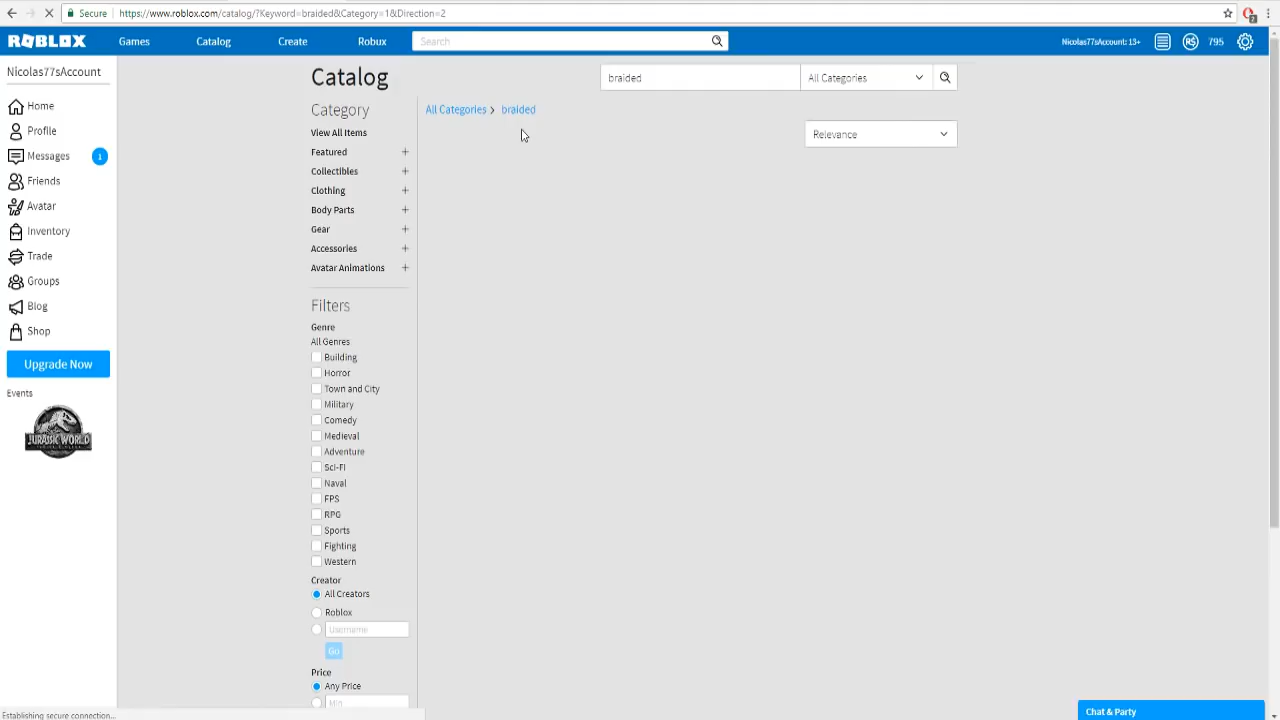 Secure https://www.roblox.com/catalog/?Keyword=braided&Category=1&Direction=2
2
ROBLOX Games Catalog Create Robux Search Nicolas77sAccount: 13+ R$ 795
Nicolas77sAccount
Home
Profile
Messages 1
Friends
Avatar
Inventory
Trade
Groups
Blog
Shop
Upgrade Now
Events
JURASSIC WORLD
Catalog
braided All Categories
Category
View All Items
Featured +
Collectibles +
Clothing +
Body Parts +
Gear +
Accessories +
Avatar Animations +
All Categories > braided
Relevance
Filters
Genre
All Genres
Building
Horror
Town and City
Military
Comedy
Medieval
Adventure
Sci-Fi
Naval
FPS
RPG
Sports
Fighting
Western
Creator
All Creators
Roblox
Username
Go
Price
Any Price
Min
Establishing secure connection...
Chat & Party